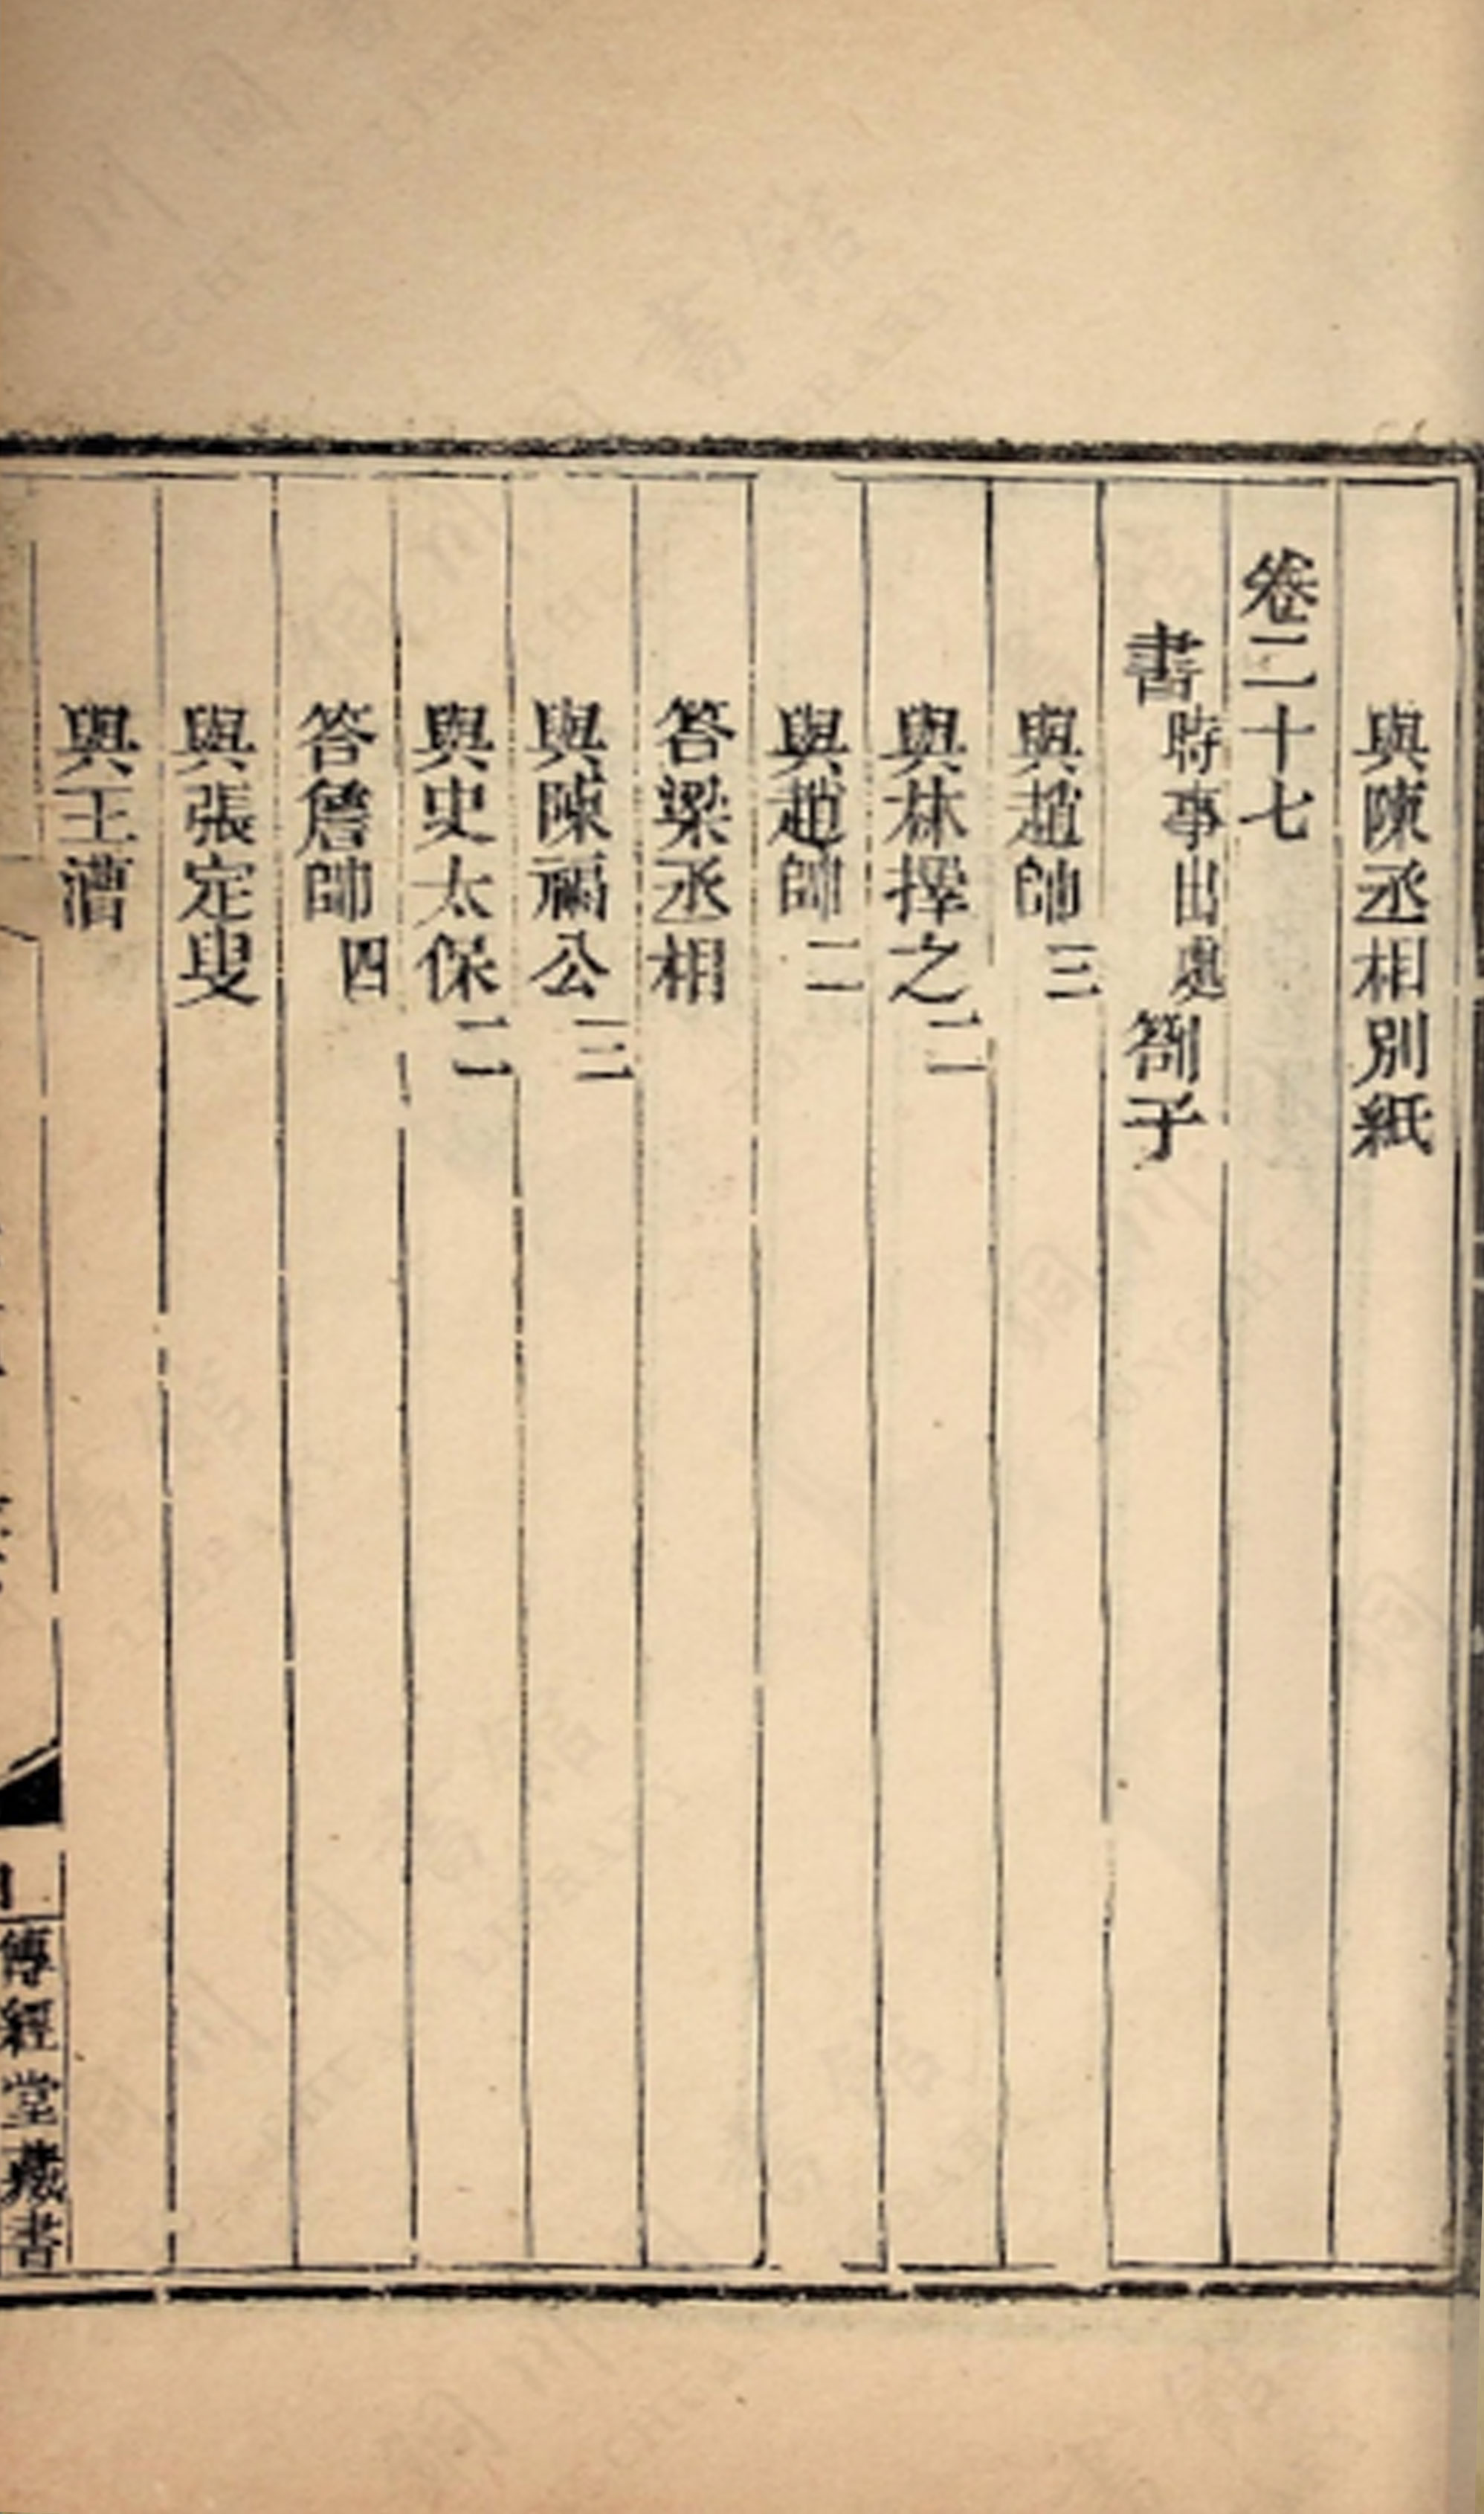 與陳丞相別紙
卷二十七
書時事出處劄子
與趙帥三
與林擇之二
與趙帥二
答梁丞相
與陳福公三
與史太保二
答詹帥四
與張定叟
與王漕
傳經堂藏書